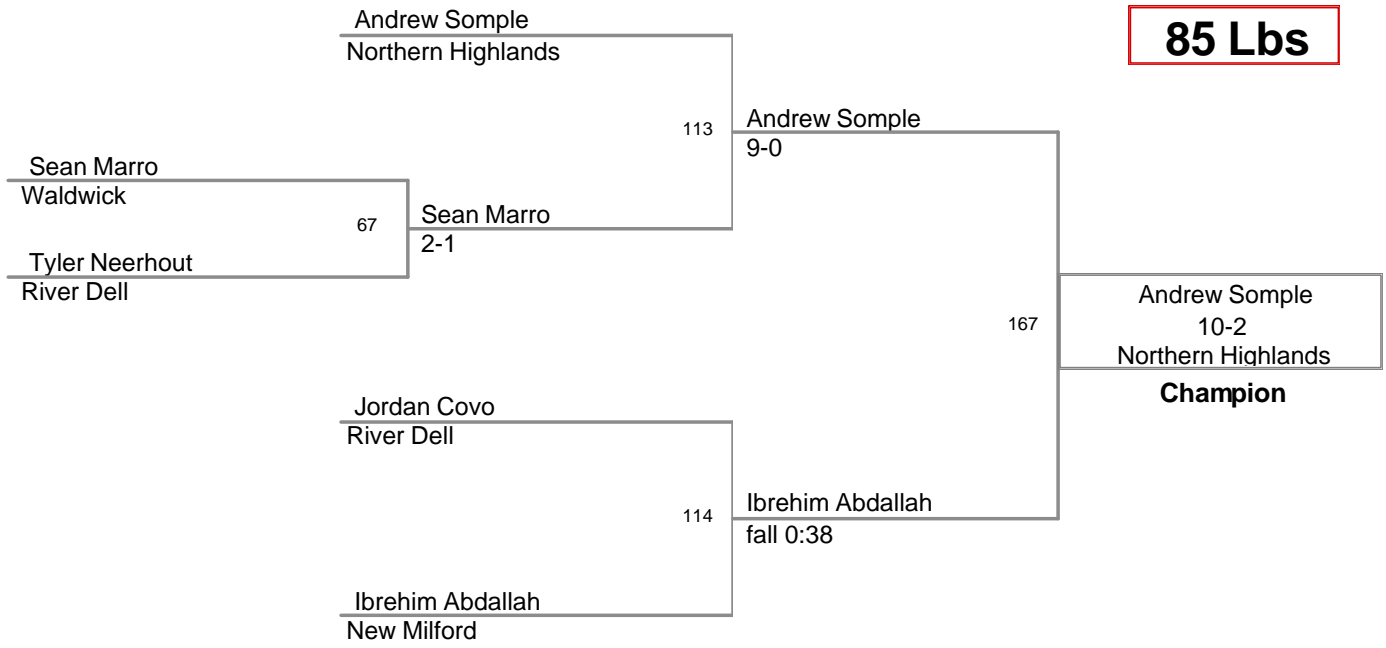 Andrew Somple
Northern Highlands
85 Lbs
113
Andrew Somple
9-0
Sean Marro
Waldwick
67
Sean Marro
2-1
Tyler Neerhout
River Dell
167
Andrew Somple
10-2
Northern Highlands
Champion
Jordan Covo
River Dell
114
Ibrehim Abdallah
fall 0:38
Ibrehim Abdallah
New Milford